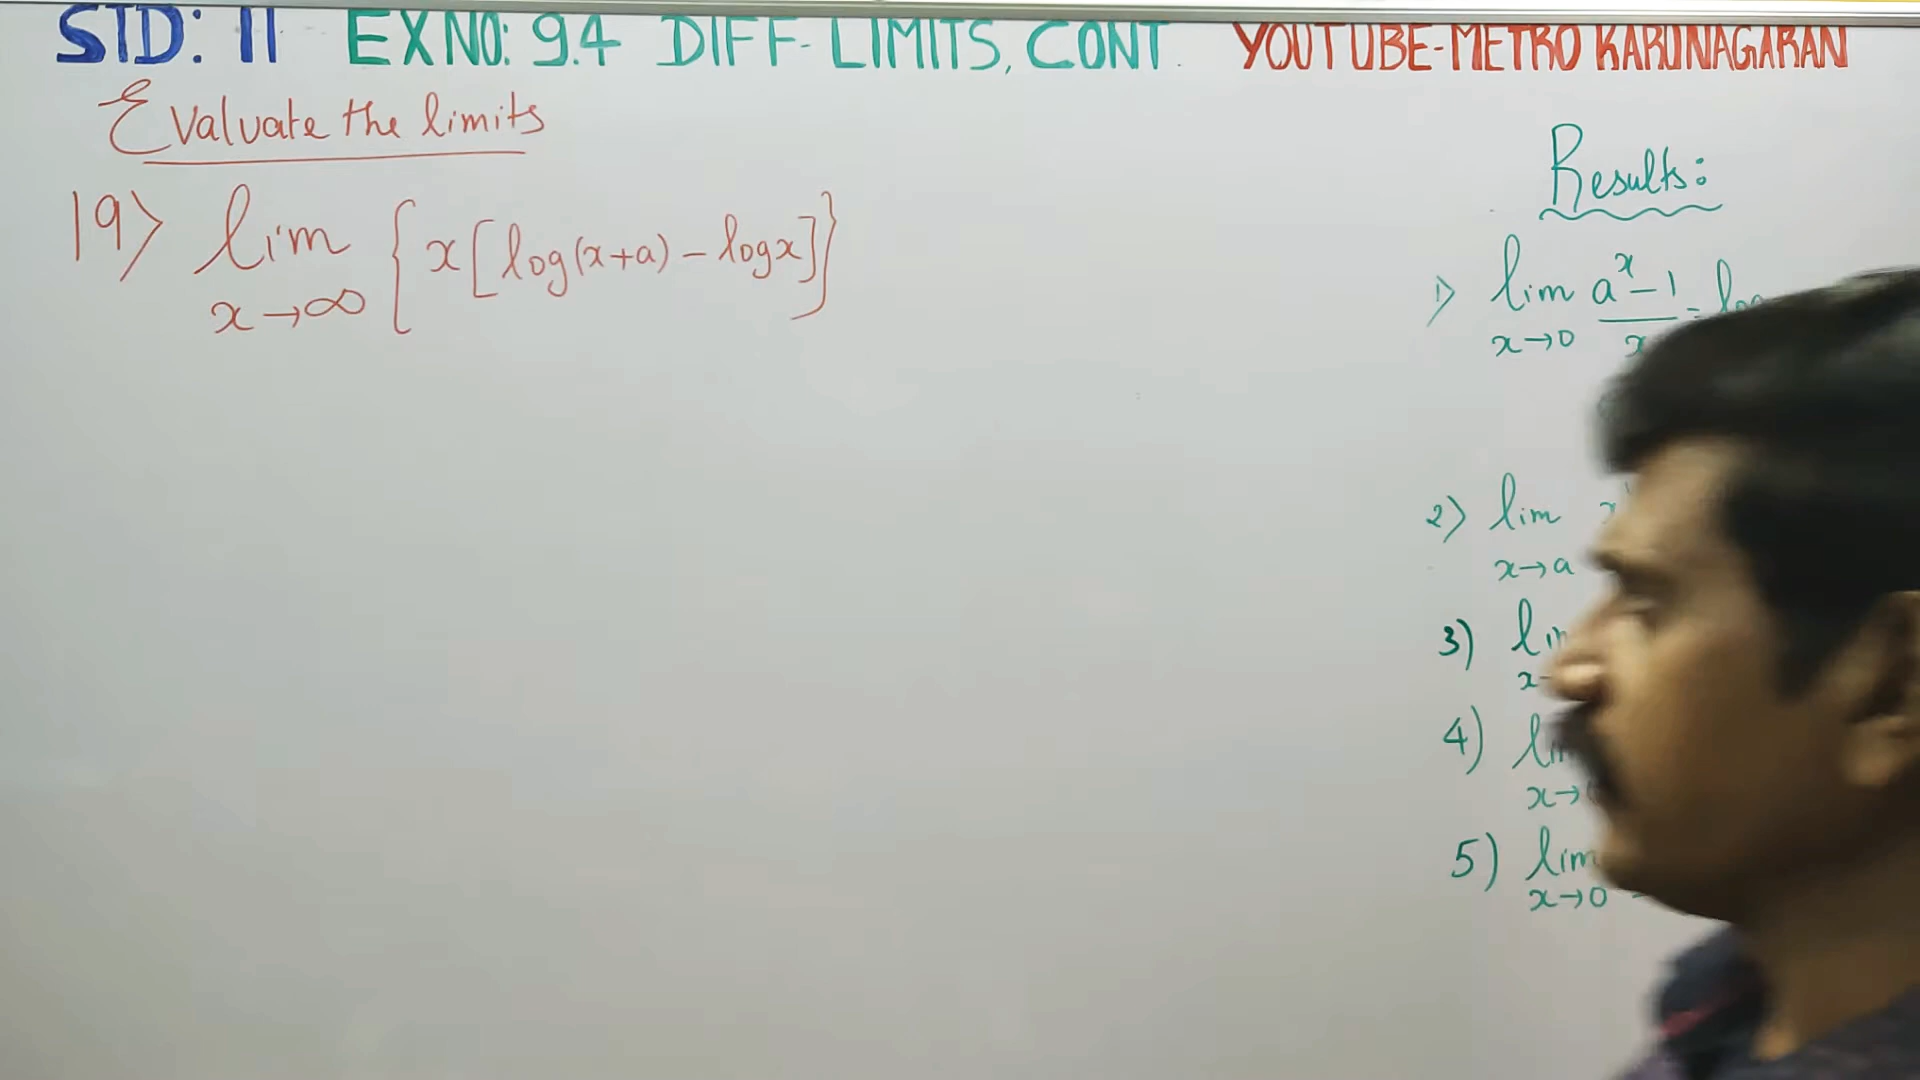 STD: 11 EX NO: 9.4 DIFF-LIMITS, CONT. YOUTUBE-METRO KARUNAGARAN
Evaluate the limits
19) lim x→∞ {x[log(x+a) – logx]}
Results:
1) lim x→0 a^x – 1 / x =
2) lim x→a
3)
4)
5) lim x→0